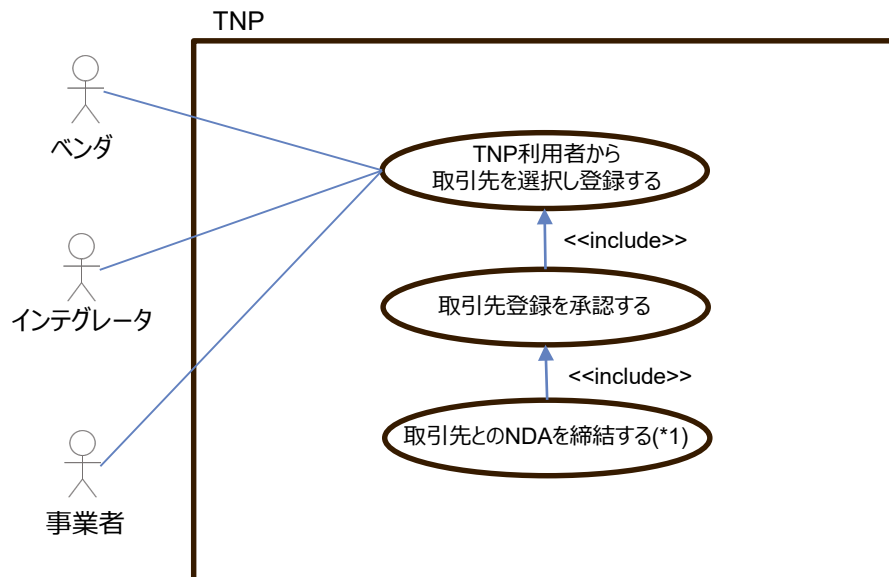 TNP
ベンダ
TNP利用者から
取引先を選択し登録する
<<include>>
インテグレータ
取引先登録を承認する
<<include>>
取引先とのNDAを締結する(*1)
事業者